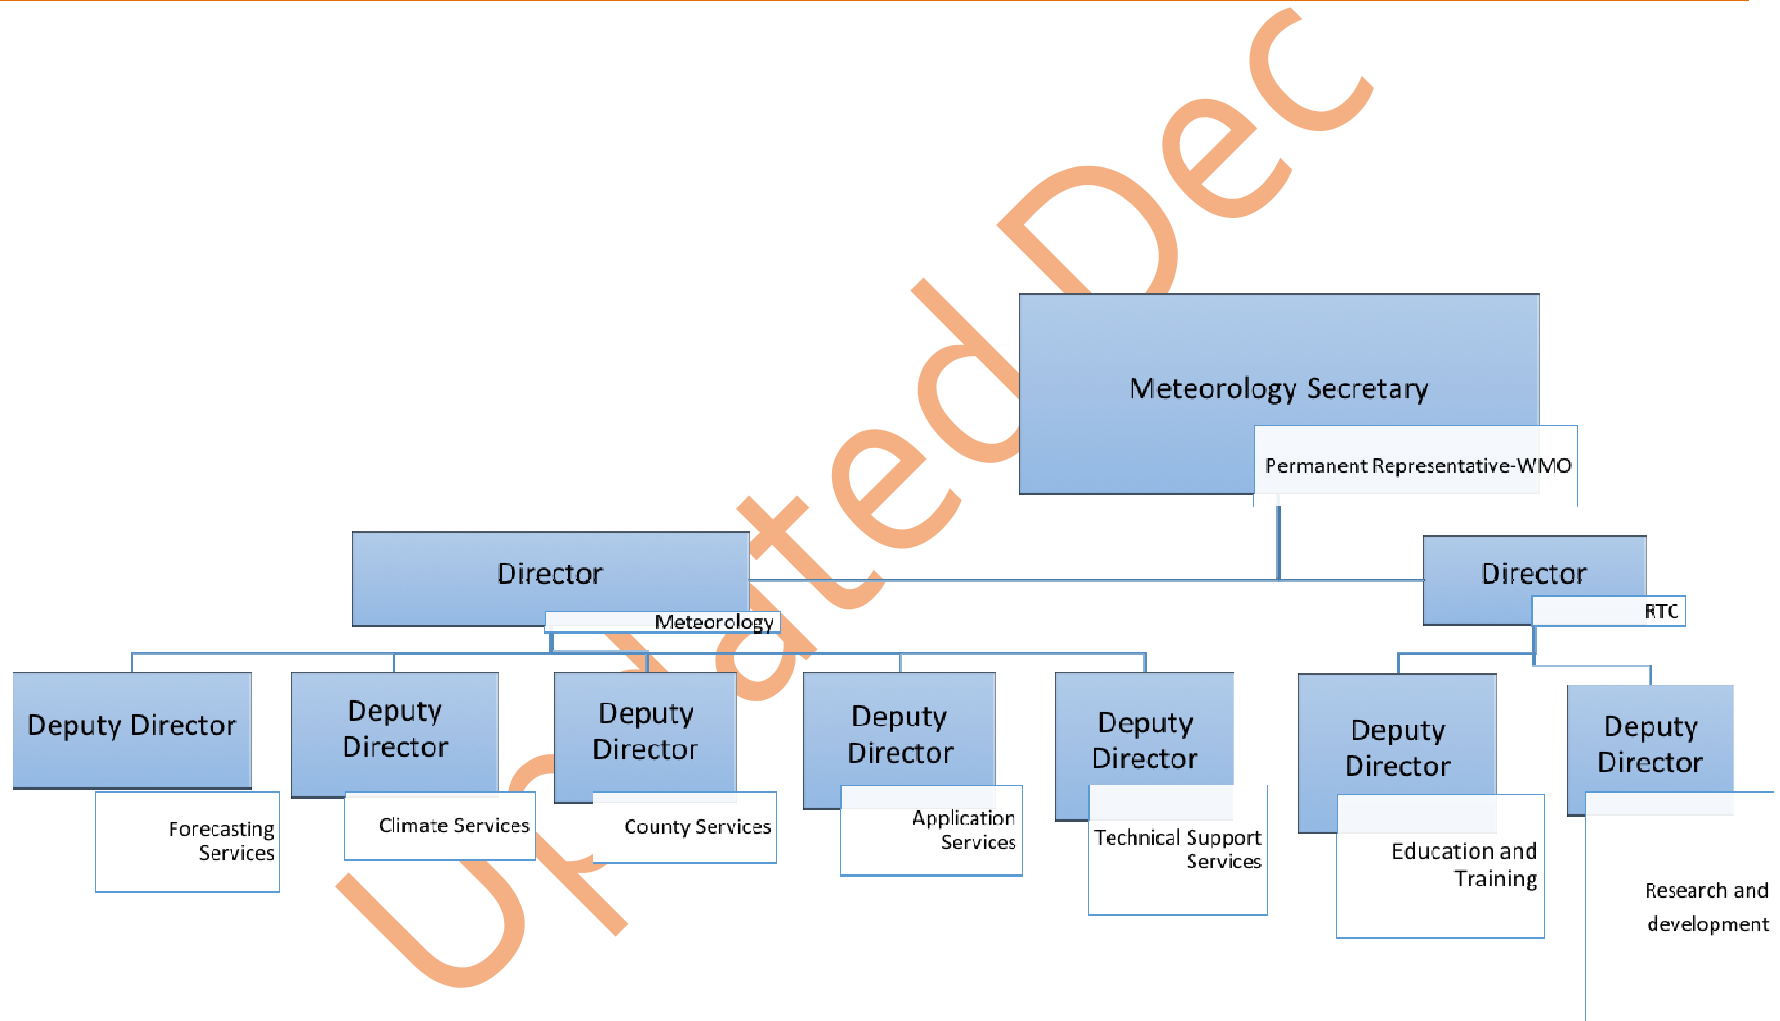 Updated Dec
Meteorology Secretary
Permanent Representative-WMO
Director
Meteorology
Director
RTC
Deputy Director
Forecasting
Services
Deputy
Director
Climate Services
Deputy
Director
County Services
Deputy
Director
Application
Services
Deputy
Director
Technical Support
Services
Deputy
Director
Education and
Training
Deputy
Director
Research and
development